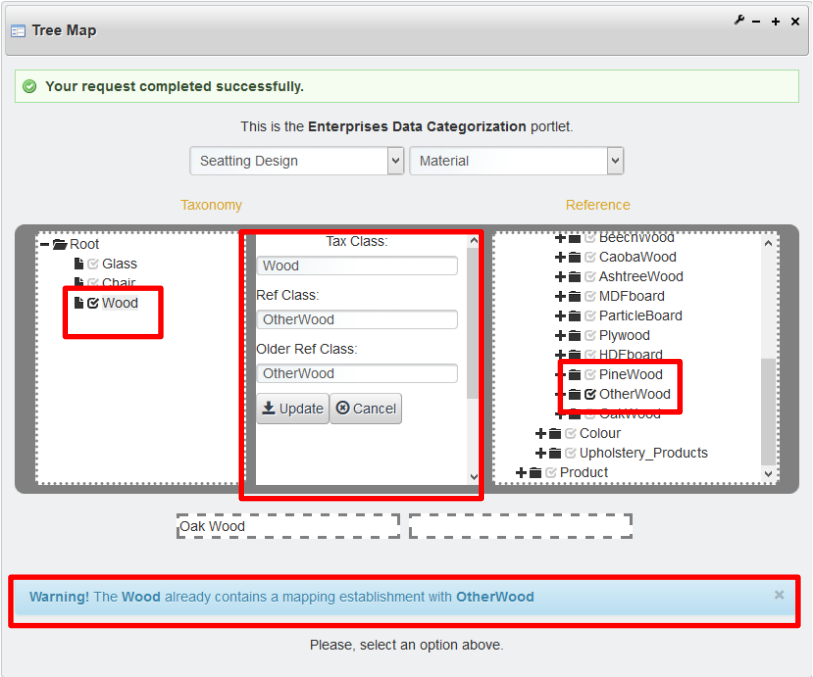 Tree Map
Your request completed successfully.
This is the Enterprises Data Categorization portlet.
Seatting Design
Material
Taxonomy
Reference
Root
Glass
Chair
Wood
Tax Class:
Wood
Ref Class:
OtherWood
Older Ref Class:
OtherWood
Update Cancel
BeechWood
CaobaWood
AshtreeWood
MDFboard
ParticleBoard
Plywood
HDFboard
PineWood
OtherWood
OakWood
Colour
Upholstery_Products
Product
Oak Wood
Warning! The Wood already contains a mapping establishment with OtherWood
Please, select an option above.